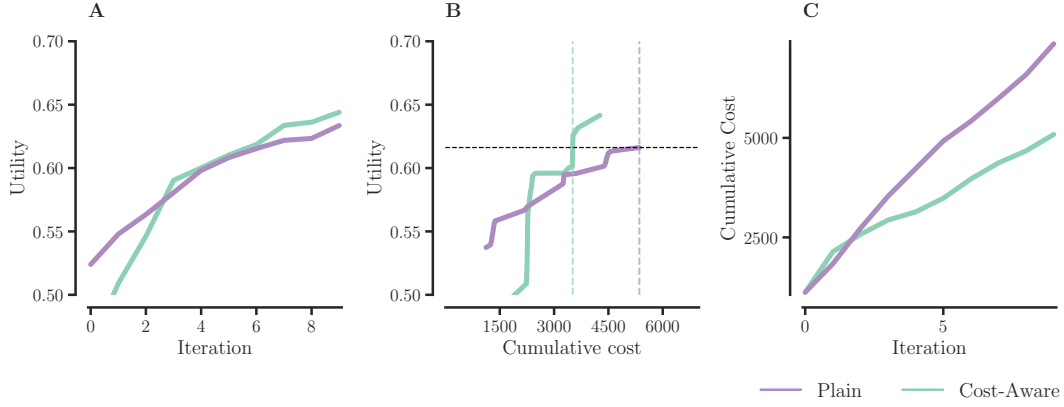 A
B
C
0.70
0.65
0.60
0.55
0.50
Utility
0 2 4 6 8
Iteration
0.70
0.65
0.60
0.55
0.50
Utility
1500 3000 4500 6000
Cumulative cost
5000
2500
Cumulative Cost
0 5
Iteration
Plain Cost-Aware